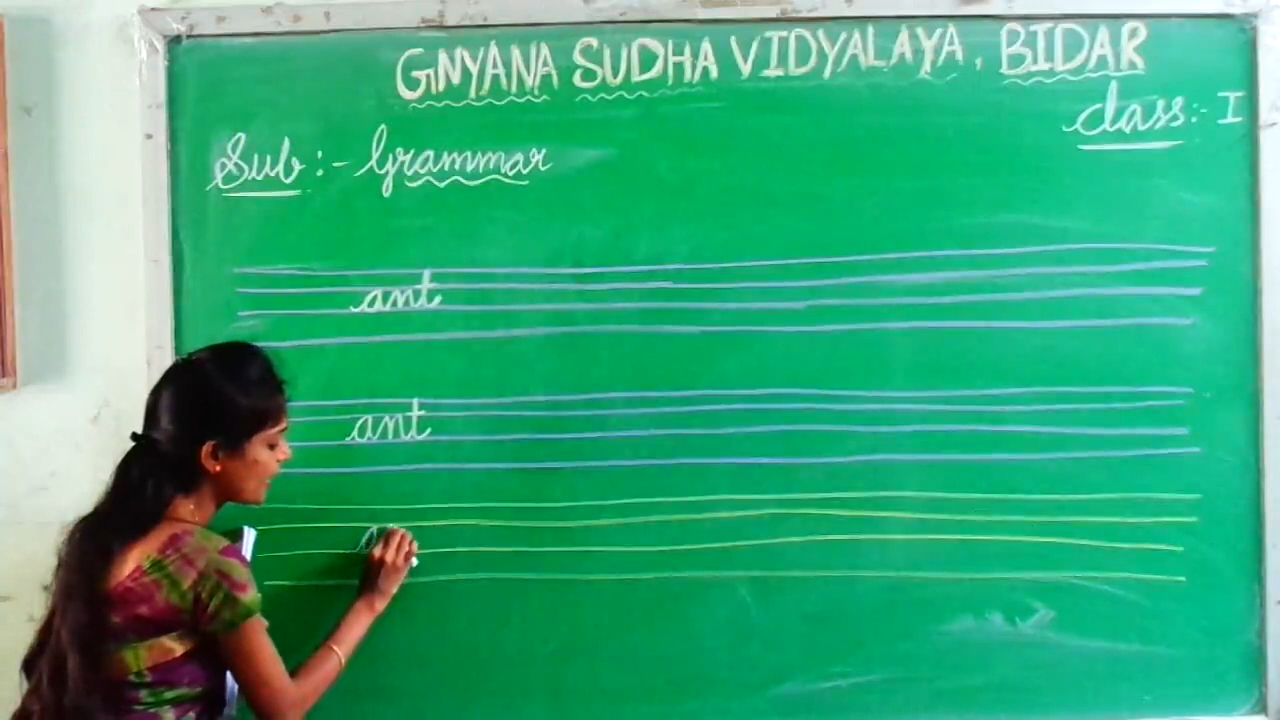 GNYANA SUDHA VIDYALAYA, BIDAR
class:- I
Sub:- Grammar
ant
ant
a